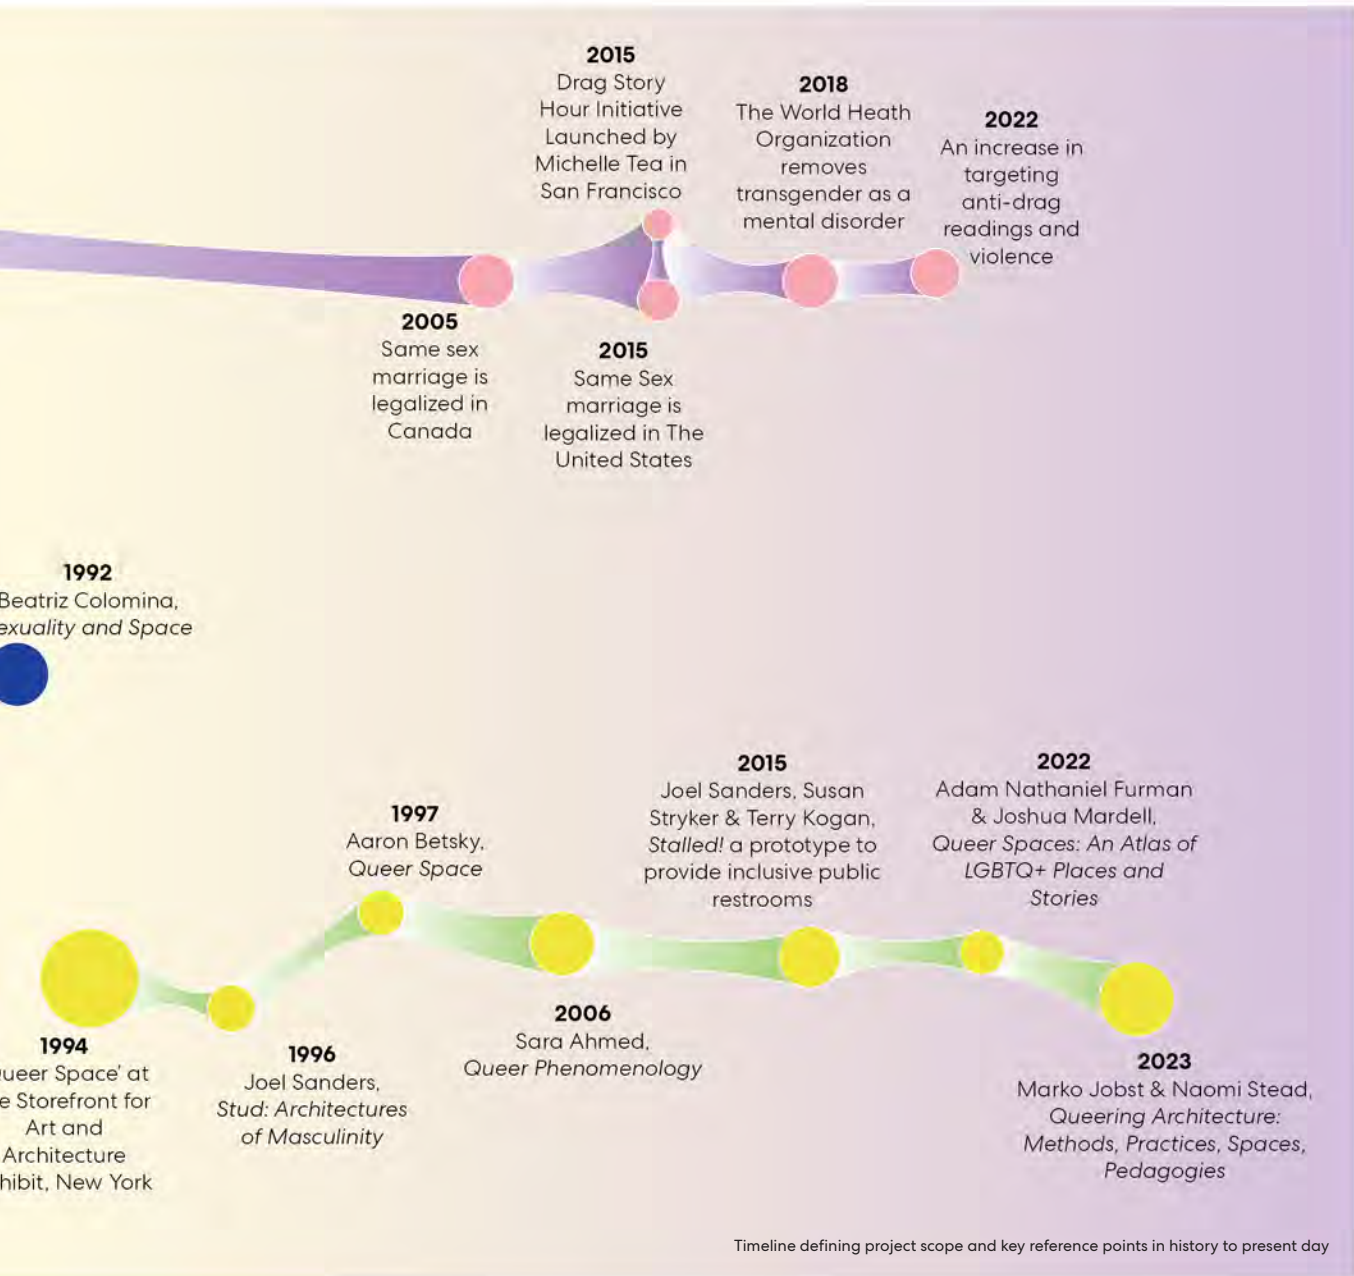 2015
Drag Story
Hour Initiative
Launched by
Michelle Tea in
San Francisco
2018
The World Heath
Organization
removes
transgender as a
mental disorder
2022
An increase in
targeting
anti-drag
readings and
violence
2005
Same sex
marriage is
legalized in
Canada
2015
Same Sex
marriage is
legalized in The
United States
1992
Beatriz Colomina,
exuality and Space
1997
Aaron Betsky,
Queer Space
2015
Joel Sanders, Susan
Stryker & Terry Kogan,
Stalled! a prototype to
provide inclusive public
restrooms
2022
Adam Nathaniel Furman
& Joshua Mardell,
Queer Spaces: An Atlas of
LGBTQ+ Places and
Stories
1994
ueer Space' at
e Storefront for
Art and
Architecture
hibit, New York
1996
Joel Sanders,
Stud: Architectures
of Masculinity
2006
Sara Ahmed,
Queer Phenomenology
2023
Marko Jobst & Naomi Stead,
Queering Architecture:
Methods, Practices, Spaces,
Pedagogies
Timeline defining project scope and key reference points in history to present day